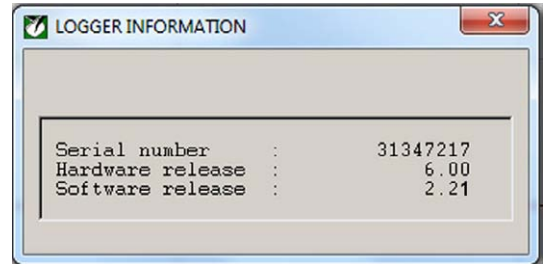 LOGGER INFORMATION
Serial number : 31347217
Hardware release : 6.00
Software release : 2.21